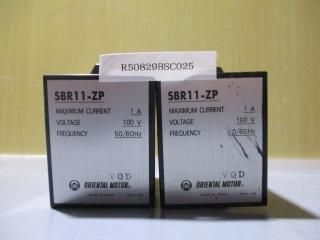 R50829BSC025
SBR11-ZP
MAXIMUM CURRENT 1 A
VOLTAGE 100 V
FREQUENCY 50/60Hz
VQD
ORIENTAL MOTOR
SBR11-ZP
MAXIMUM CURRENT 1 A
VOLTAGE 100 V
FREQUENCY 50/60Hz
VQD
ORIENTAL MOTOR